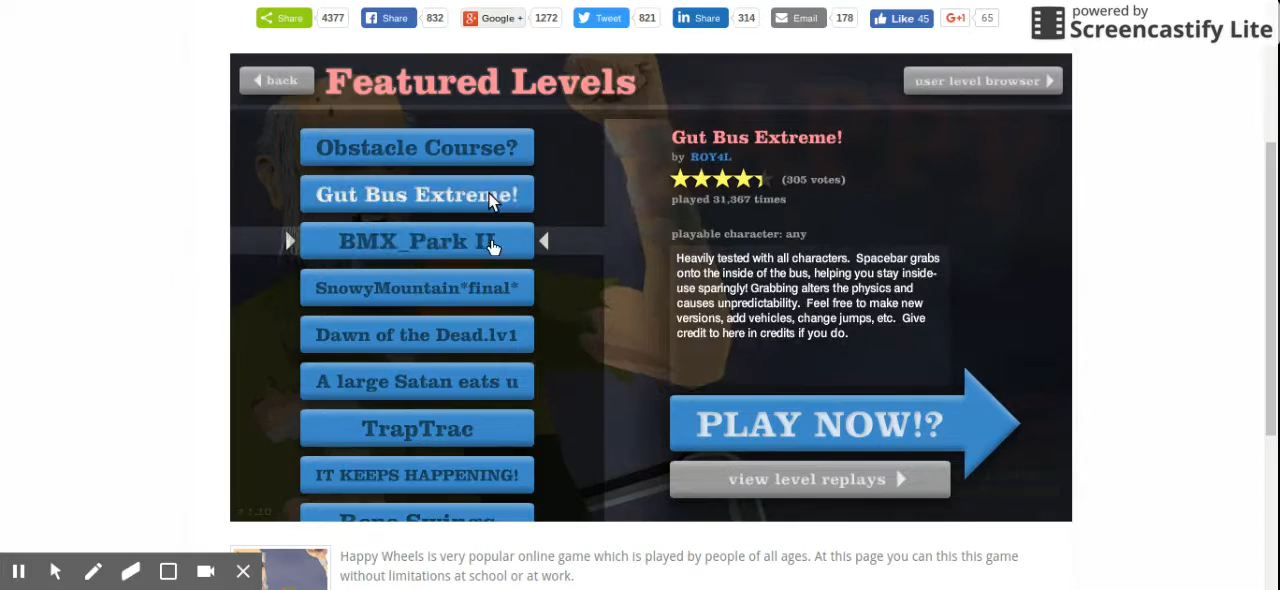 Share 4377 Share 832 Google + 1272 Tweet 821 Share 314 Email 178 Like 45 G+1 65
powered by
Screencastify Lite
back
Featured Levels
user level browser
Obstacle Course?
Gut Bus Extreme!
BMX_Park II
SnowyMountain*final*
Dawn of the Dead.lv1
A large Satan eats u
TrapTrac
IT KEEPS HAPPENING!
Rope Swings
Gut Bus Extreme!
by ROY4L
(305 votes)
played 31,367 times
playable character: any
Heavily tested with all characters. Spacebar grabs
onto the inside of the bus, helping you stay inside-
use sparingly! Grabbing alters the physics and
causes unpredictability. Feel free to make new
versions, add vehicles, change jumps, etc. Give
credit to here in credits if you do.
PLAY NOW!?
view level replays
v 1.10
Happy Wheels is very popular online game which is played by people of all ages. At this page you can this this game
without limitations at school or at work.